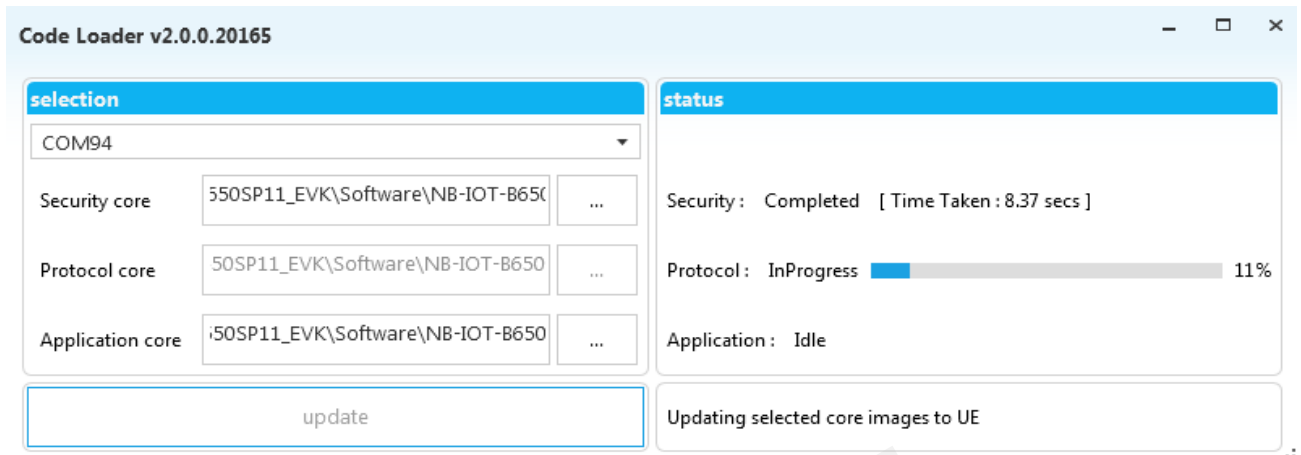 Code Loader v2.0.0.20165
selection
COM94
Security core 550SP11_EVK\Software\NB-IOT-B650 ...
Protocol core 50SP11_EVK\Software\NB-IOT-B650 ...
Application core 50SP11_EVK\Software\NB-IOT-B650 ...
update
status
Security : Completed [ Time Taken : 8.37 secs ]
Protocol : InProgress 11%
Application : Idle
Updating selected core images to UE